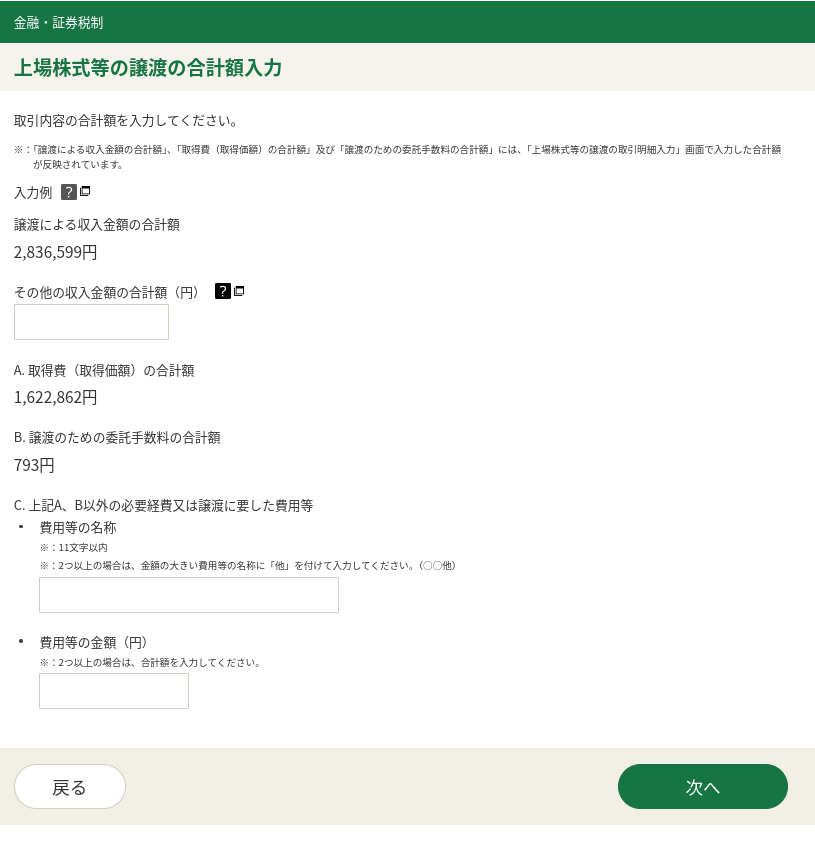 金融・証券税制
上場株式等の譲渡の合計額入力
取引内容の合計額を入力してください。
※：「譲渡による収入金額の合計額」、「取得費（取得価額）の合計額」及び「譲渡のための委託手数料の合計額」には、「上場株式等の譲渡の取引明細入力」画面で入力した合計額
が反映されています。
入力例 ?
譲渡による収入金額の合計額
2,836,599円
その他の収入金額の合計額（円） ?
A. 取得費（取得価額）の合計額
1,622,862円
B. 譲渡のための委託手数料の合計額
793円
C. 上記A、B以外の必要経費又は譲渡に要した費用等
• 費用等の名称
※：11文字以内
※：2つ以上の場合は、金額の大きい費用等の名称に「他」を付けて入力してください。（○○他）
• 費用等の金額（円）
※：2つ以上の場合は、合計額を入力してください。
戻る
次へ